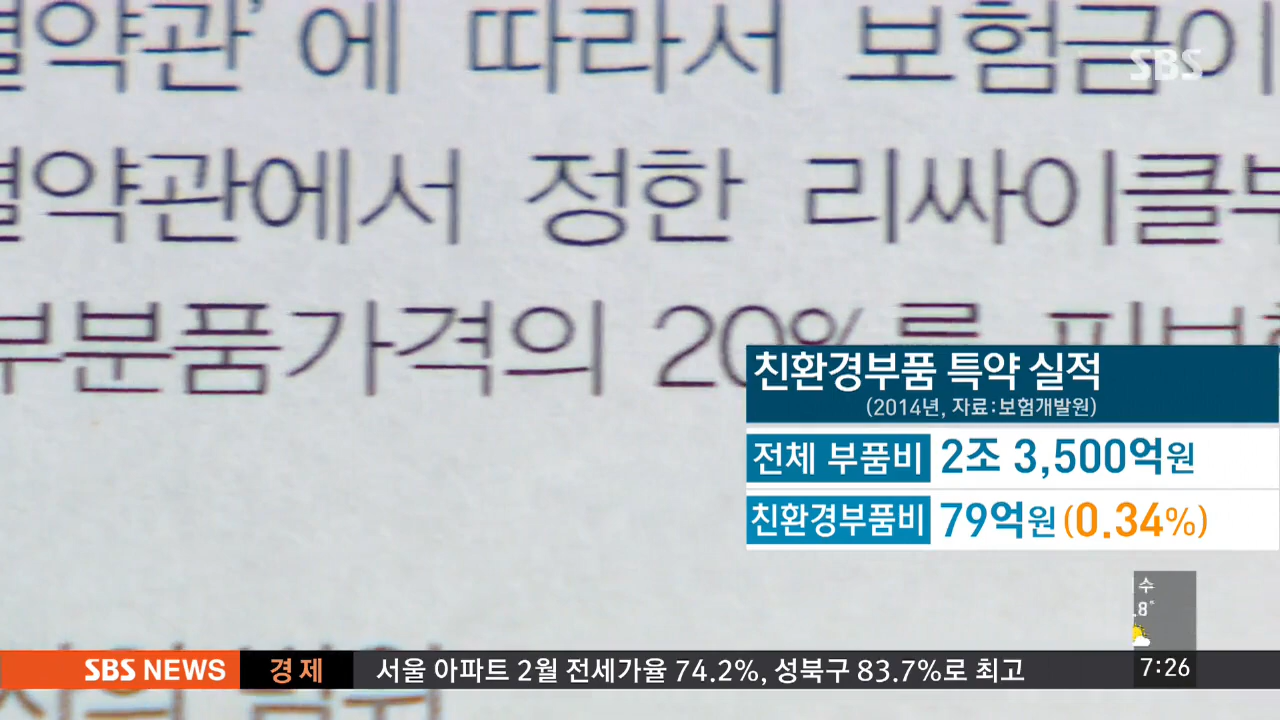 약관' 에 따라서 보험금이
SBS
별약관에서 정한 리싸이클부
부분품가격의 20%를
친환경부품 특약 실적
(2014년, 자료:보험개발원)
전체 부품비 2조 3,500억원
친환경부품비 79억원 (0.34%)
수
.8°
SBS NEWS 경제 서울 아파트 2월 전세가율 74.2%, 성북구 83.7%로 최고 7:26